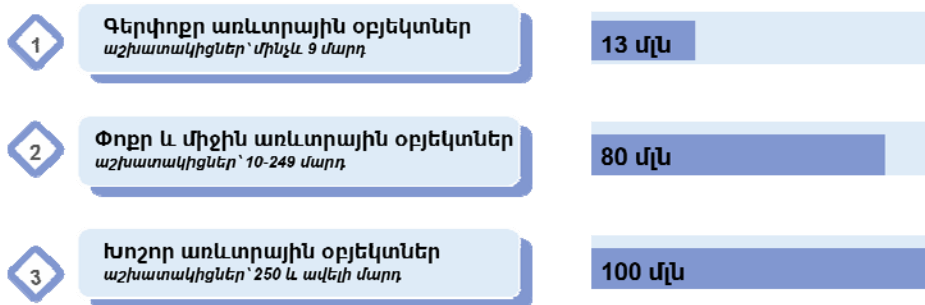 1
Գերփոքր առևտրային օբյեկտներ
աշխատակիցներ՝ մինչև 9 մարդ
13 մլն
2
Փոքր և միջին առևտրային օբյեկտներ
աշխատակիցներ՝ 10-249 մարդ
80 մլն
3
Խոշոր առևտրային օբյեկտներ
աշխատակիցներ՝ 250 և ավելի մարդ
100 մլն